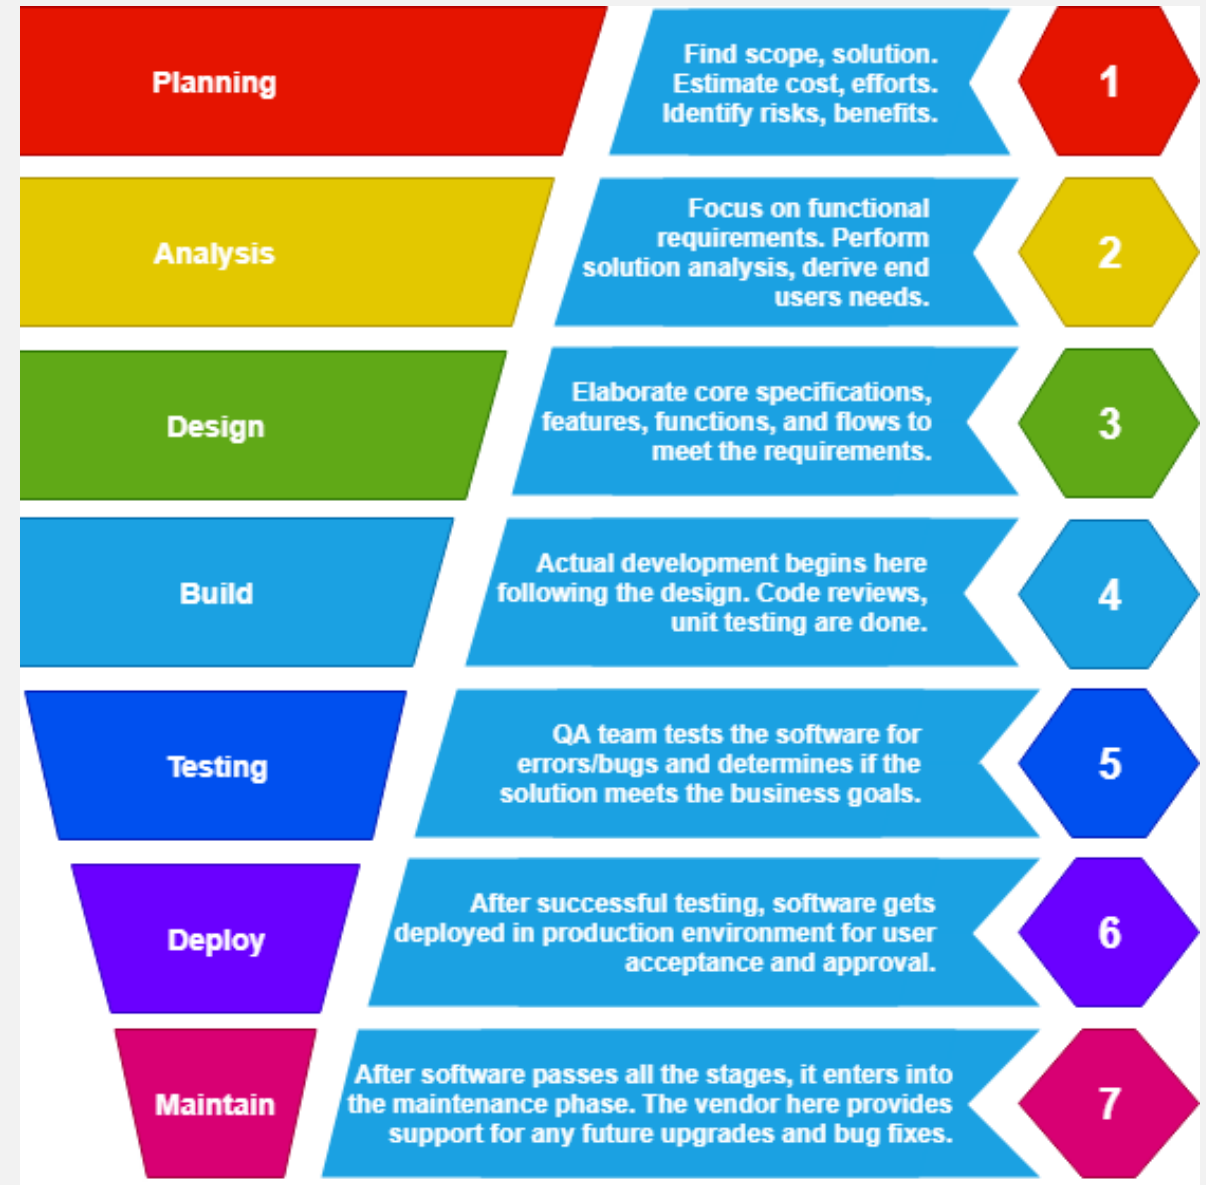 Planning
Find scope, solution.
Estimate cost, efforts.
Identify risks, benefits.
1
Analysis
Focus on functional
requirements. Perform
solution analysis, derive end
users needs.
2
Design
Elaborate core specifications,
features, functions, and flows to
meet the requirements.
3
Build
Actual development begins here
following the design. Code reviews,
unit testing are done.
4
Testing
QA team tests the software for
errors/bugs and determines if the
solution meets the business goals.
5
Deploy
After successful testing, software gets
deployed in production environment for user
acceptance and approval.
6
Maintain
After software passes all the stages, it enters into
the maintenance phase. The vendor here provides
support for any future upgrades and bug fixes.
7